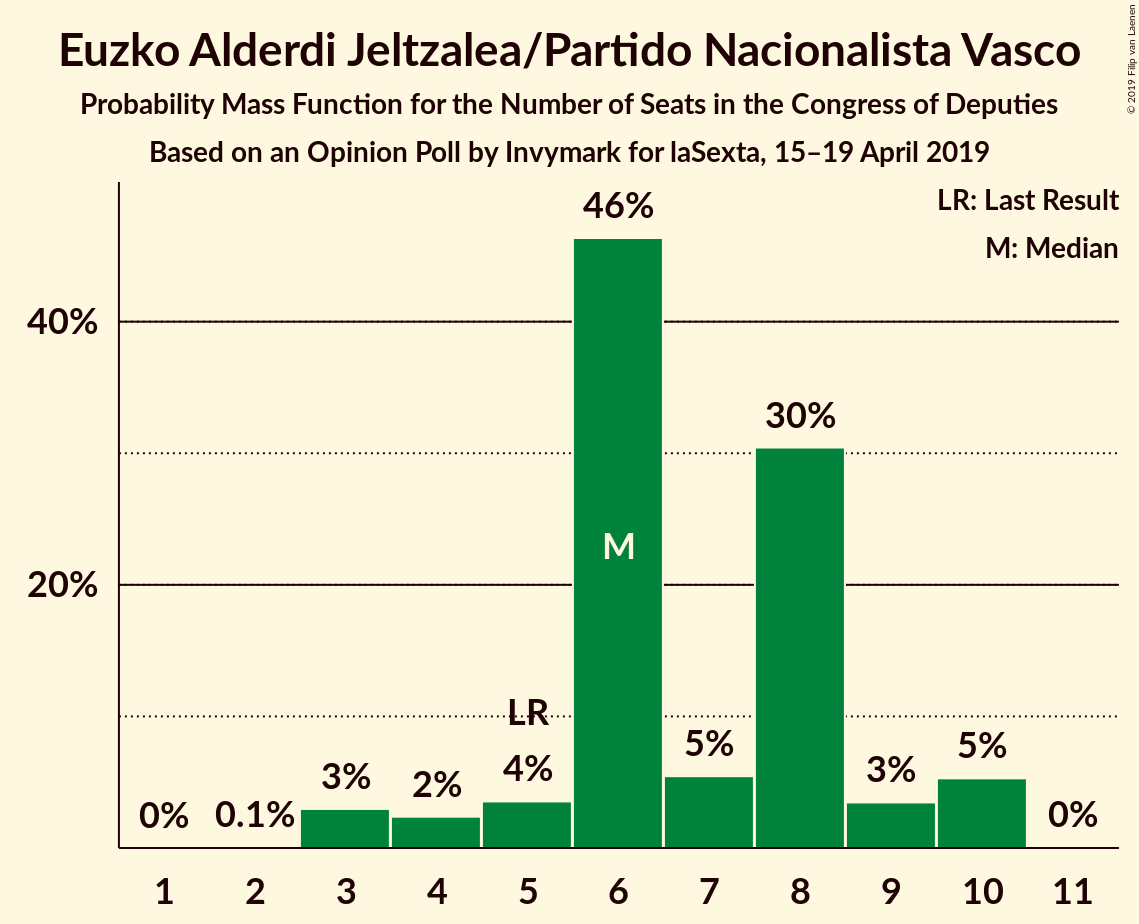 Euzko Alderdi Jeltzalea/Partido Nacionalista Vasco
Probability Mass Function for the Number of Seats in the Congress of Deputies
Based on an Opinion Poll by Invymark for laSexta, 15–19 April 2019
© 2019 Filip van Laenen
LR: Last Result
M: Median
46%
40%
30%
M
20%
LR
5%
5%
4%
3%
3%
2%
0%
0.1%
0%
1 2 3 4 5 6 7 8 9 10 11